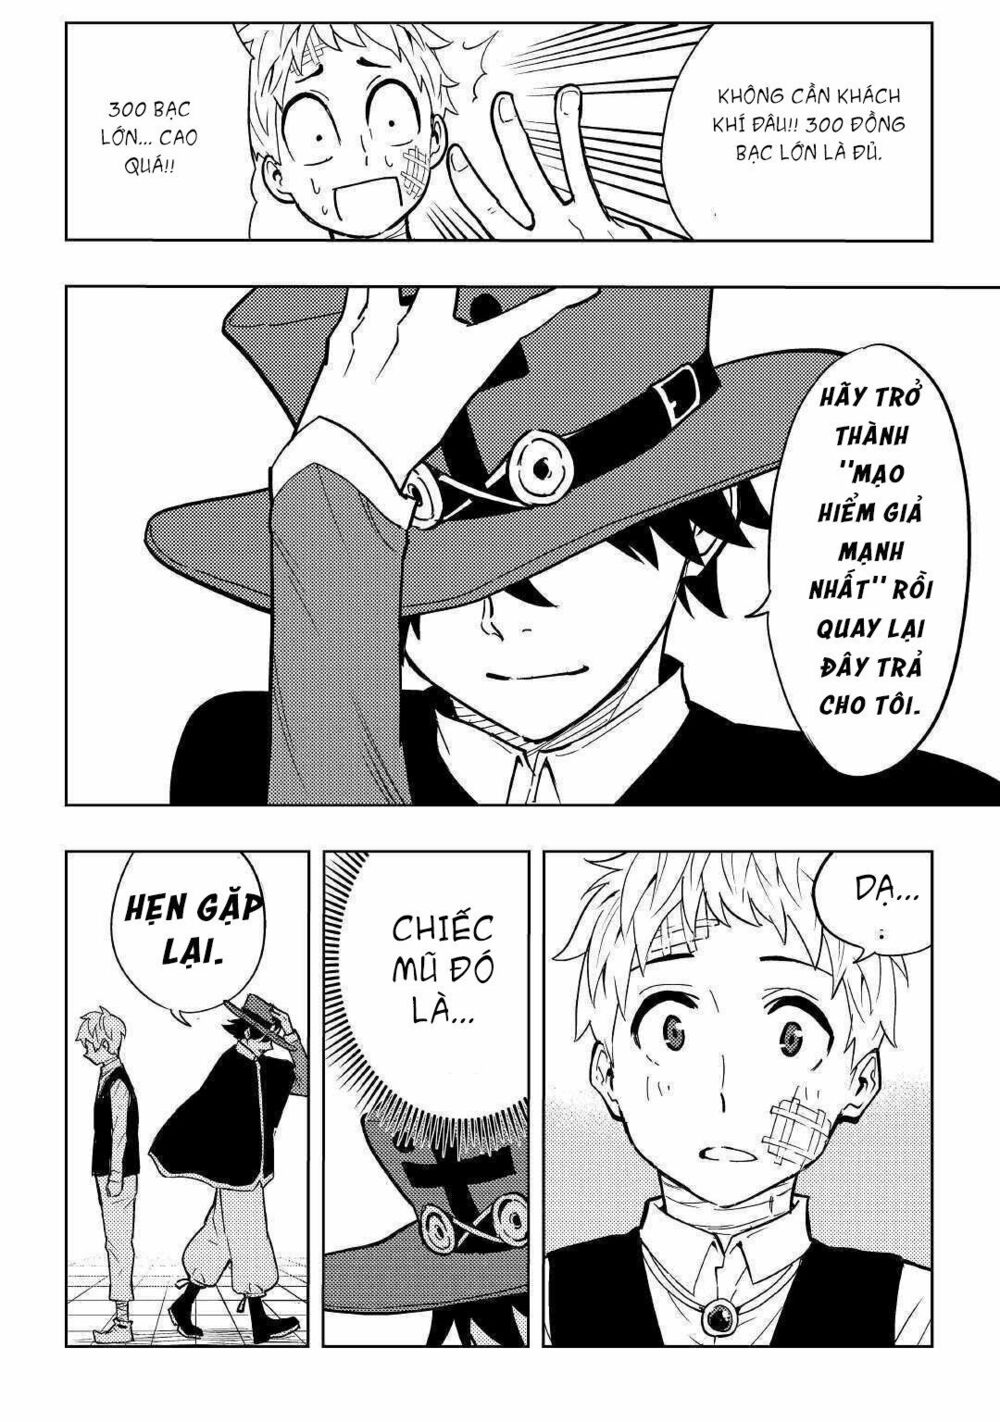 KHÔNG CẦN KHÁCH
KHÍ ĐÂU!! 300 ĐỒNG
BẠC LỚN LÀ ĐỦ.
300 BẠC
LỚN... CAO
QUÁ!!
HÃY TRỞ
THÀNH
"MẠO
HIỂM GIẢ
MẠNH
NHẤT" RỒI
QUAY LẠI
ĐÂY TRẢ
CHO TÔI.
DẠ...
CHIẾC
MŨ ĐÓ
LÀ...
HẸN GẶP
LẠI.